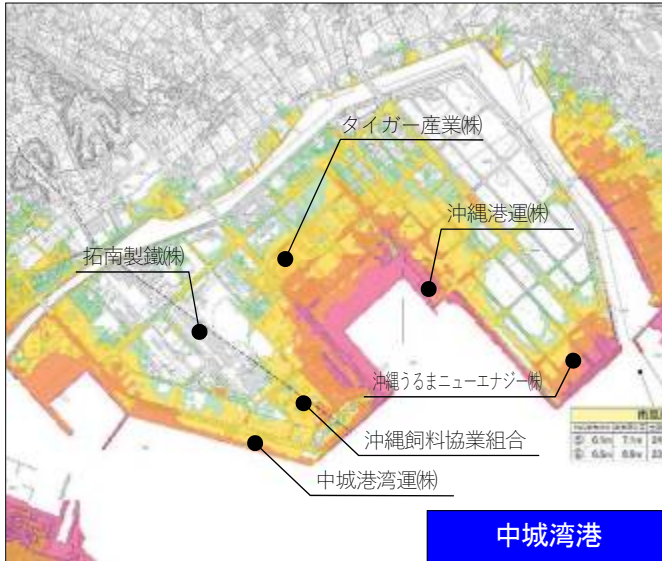 タイガー産業㈱
沖縄港運㈱
拓南製鐵㈱
沖縄うるまニューエナジー㈱
沖縄飼料協業組合
中城港湾運㈱
中城湾港